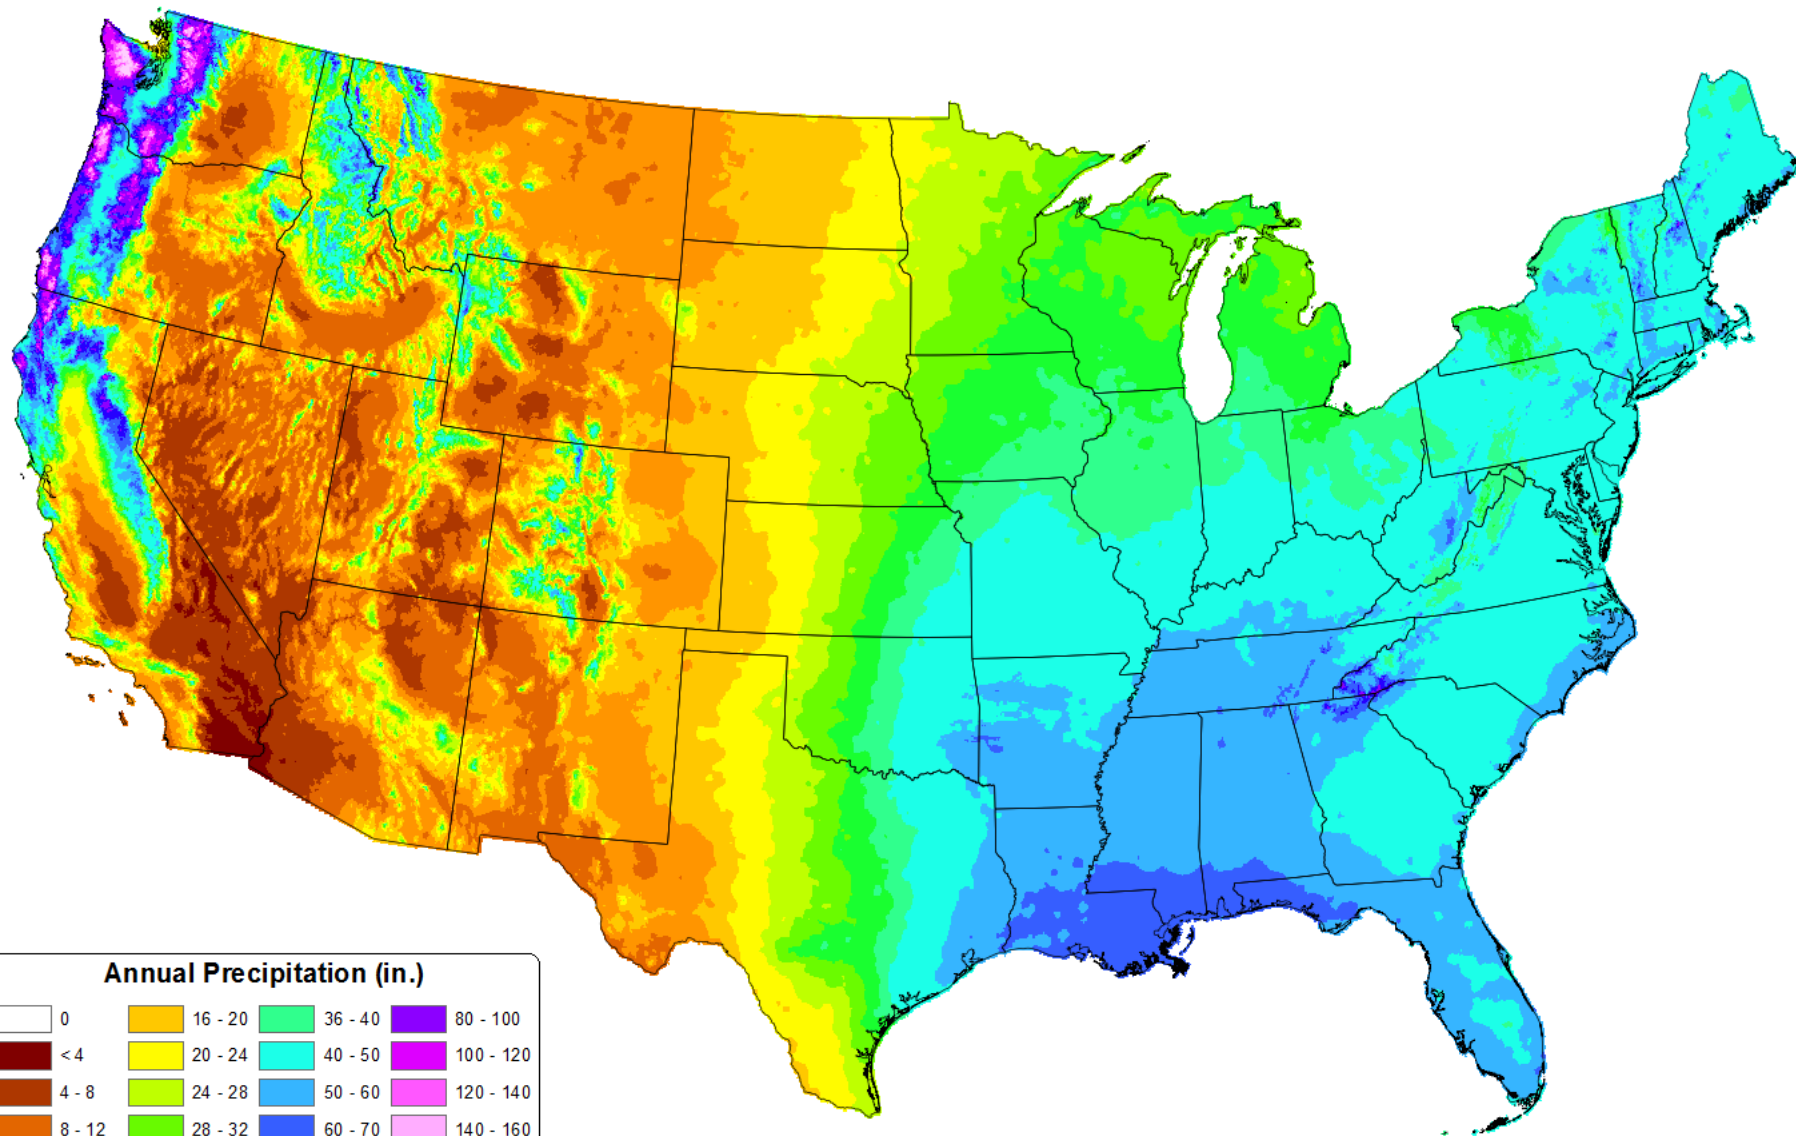 Annual Precipitation (in.)
0 16 - 20 36 - 40 80 - 100
< 4 20 - 24 40 - 50 100 - 120
4 - 8 24 - 28 50 - 60 120 - 140
8 - 12 28 - 32 60 - 70 140 - 160